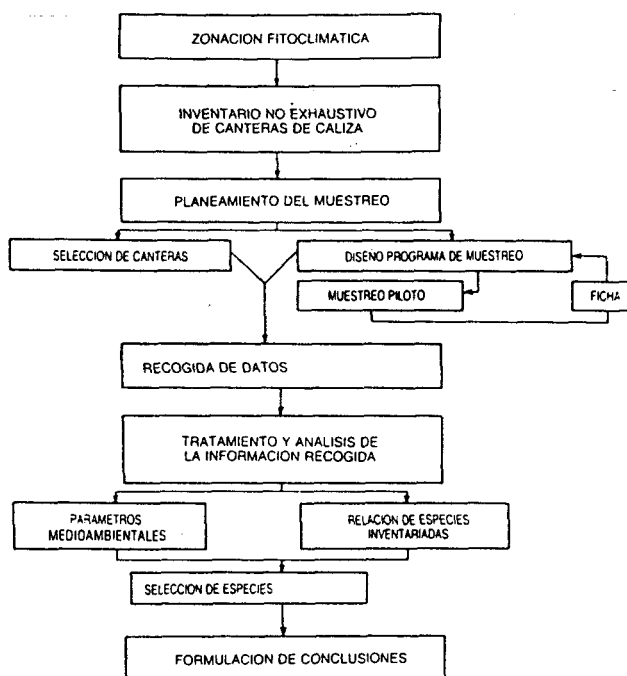 ZONACION FITOCLIMATICA
INVENTARIO NO EXHAUSTIVO
DE CANTERAS DE CALIZA
PLANEAMIENTO DEL MUESTREO
SELECCION DE CANTERAS
DISENO PROGRAMA DE MUESTREO
MUESTREO PILOTO
FICHA
RECOGIDA DE DATOS
TRATAMIENTO Y ANALISIS DE
LA INFORMACION RECOGIDA
PARAMETROS
MEDIOAMBIENTALES
RELACION DE ESPECIES
INVENTARIADAS
SELECCION DE ESPECIES
FORMULACION DE CONCLUSIONES